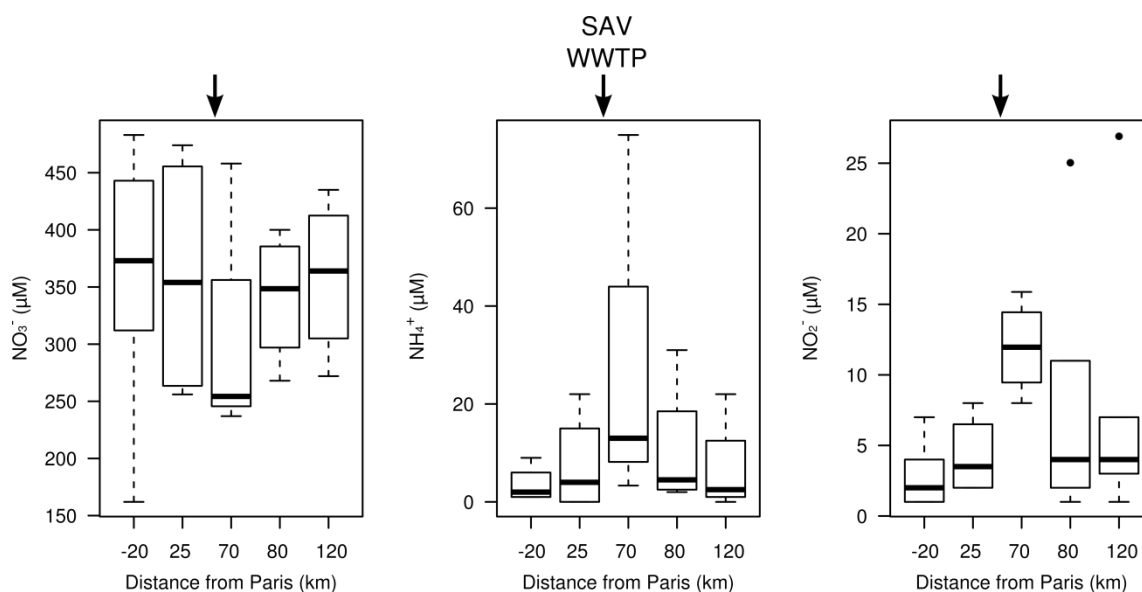 SAV
WWTP
NO₃⁻ (µM)
450
400
350
300
250
200
150
-20 25 70 80 120
Distance from Paris (km)
NH₄⁺ (µM)
60
40
20
0
-20 25 70 80 120
Distance from Paris (km)
NO₂⁻ (µM)
25
20
15
10
5
0
-20 25 70 80 120
Distance from Paris (km)